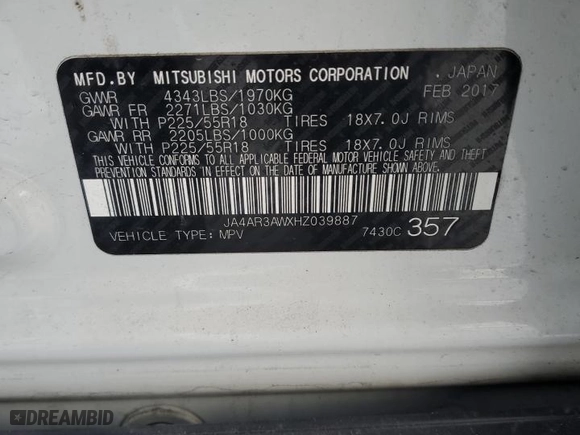 MFD.BY MITSUBISHI MOTORS CORPORATION . JAPAN
GVWR 4343LBS/1970KG FEB 2017
GAWR FR 2271LBS/1030KG
WITH P225/55R18 TIRES 18X7.0J RIMS
GAWR RR 2205LBS/1000KG
WITH P225/55R18 TIRES 18X7.0J RIMS
THIS VEHICLE CONFORMS TO ALL APPLICABLE FEDERAL MOTOR VEHICLE SAFETY AND THEFT
PREVENTION STANDARDS IN EFFECT ON THE DATE OF MANUFACTURE SHOWN ABOVE.
JA4AR3AWXHZ039887
VEHICLE TYPE: MPV 7430C 357
DREAMBID